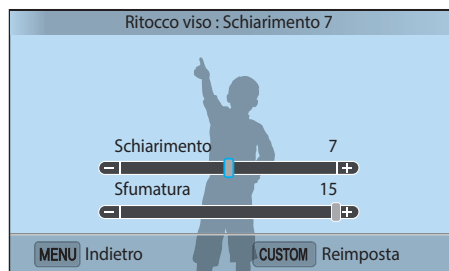 Ritocco viso : Schiarimento 7
Schiarimento 7
Sfumatura 15
MENU Indietro CUSTOM Reimposta